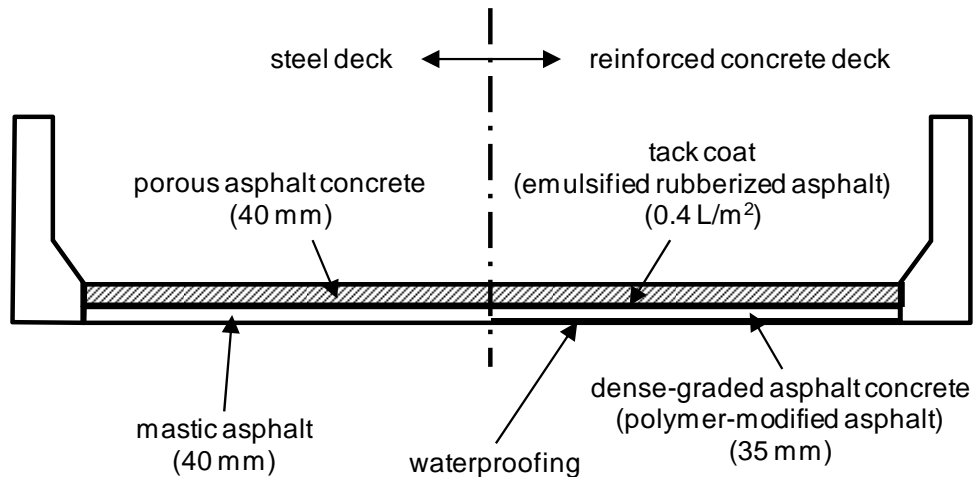 steel deck
reinforced concrete deck
porous asphalt concrete
(40 mm)
tack coat
(emulsified rubberized asphalt)
(0.4 L/m²)
mastic asphalt
(40 mm)
waterproofing
dense-graded asphalt concrete
(polymer-modified asphalt)
(35 mm)